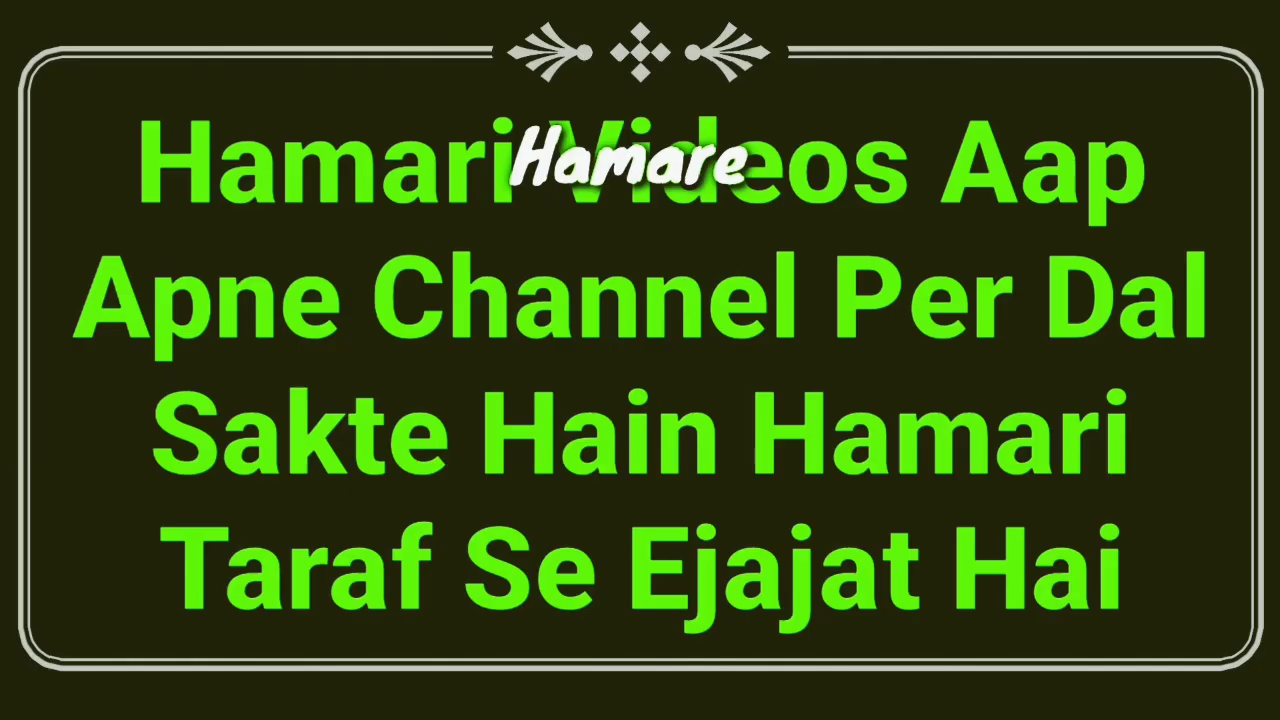 Hamari Videos Aap
Hamare
Apne Channel Per Dal
Sakte Hain Hamari
Taraf Se Ejajat Hai